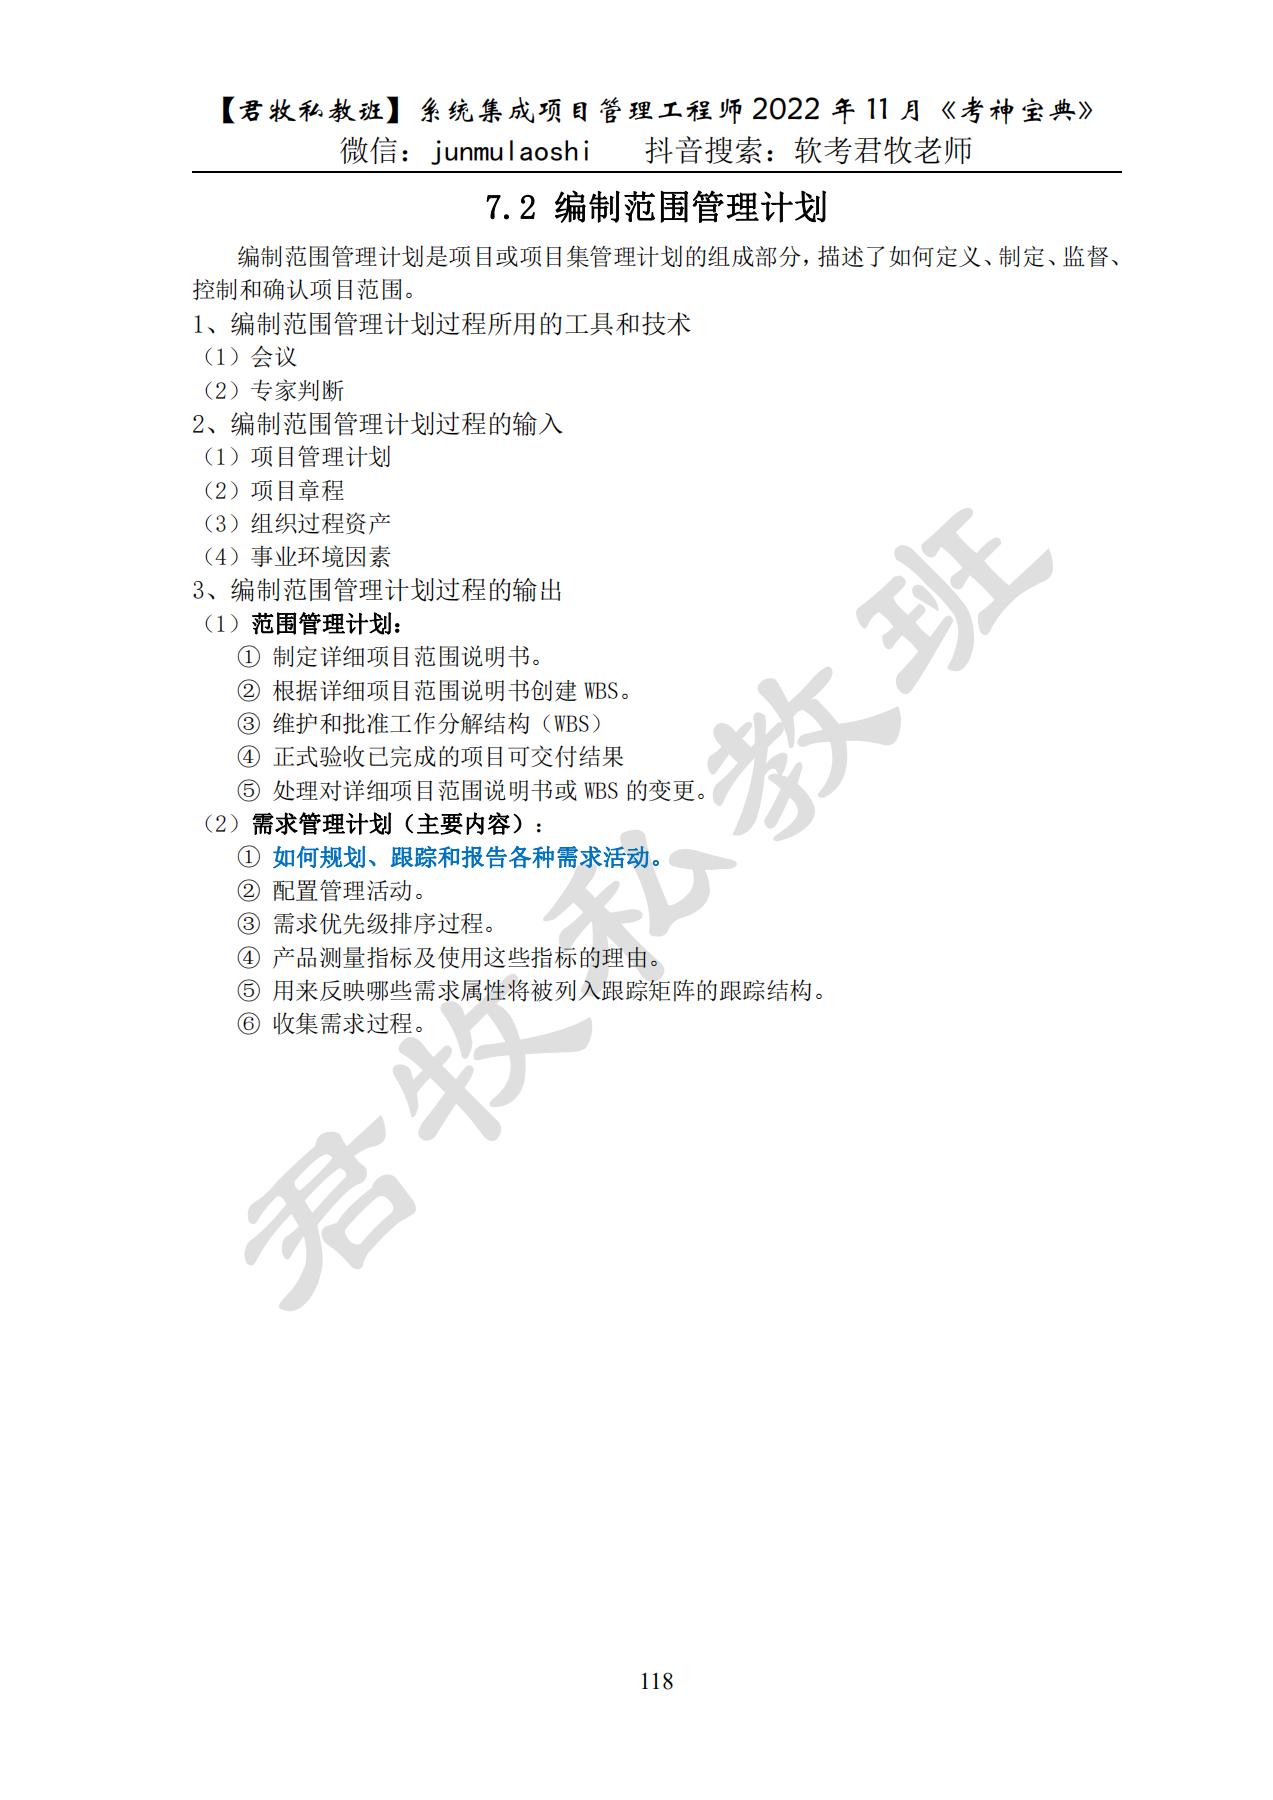 【君牧私教班】系统集成项目管理工程师2022年11月《考神宝典》
微信：junmulaoshi  抖音搜索：软考君牧老师
7.2 编制范围管理计划
编制范围管理计划是项目或项目集管理计划的组成部分，描述了如何定义、制定、监督、
控制和确认项目范围。
1、编制范围管理计划过程所用的工具和技术
（1）会议
（2）专家判断
2、编制范围管理计划过程的输入
（1）项目管理计划
（2）项目章程
（3）组织过程资产
（4）事业环境因素
3、编制范围管理计划过程的输出
（1）范围管理计划：
① 制定详细项目范围说明书。
② 根据详细项目范围说明书创建 WBS。
③ 维护和批准工作分解结构（WBS）
④ 正式验收已完成的项目可交付结果
⑤ 处理对详细项目范围说明书或 WBS 的变更。
（2）需求管理计划（主要内容）：
① 如何规划、跟踪和报告各种需求活动。
② 配置管理活动。
③ 需求优先级排序过程。
④ 产品测量指标及使用这些指标的理由。
⑤ 用来反映哪些需求属性将被列入跟踪矩阵的跟踪结构。
⑥ 收集需求过程。
君牧私教班
118